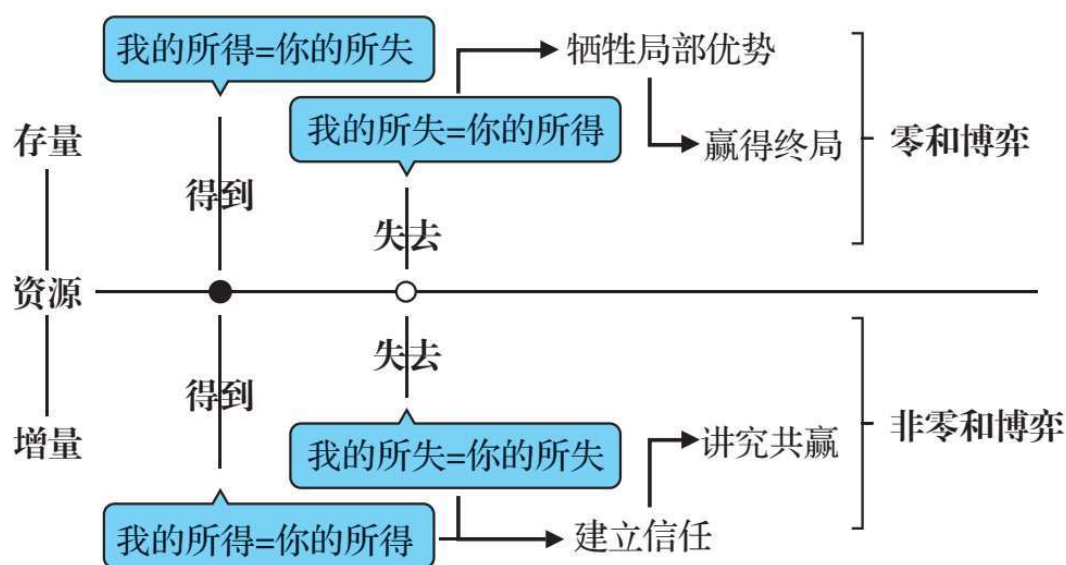 我的所得=你的所失
牺牲局部优势
我的所失=你的所得
赢得终局
零和博弈
存量
得到
失去
资源
失去
得到
增量
我的所失=你的所失
讲究共赢
非零和博弈
我的所得=你的所得
建立信任